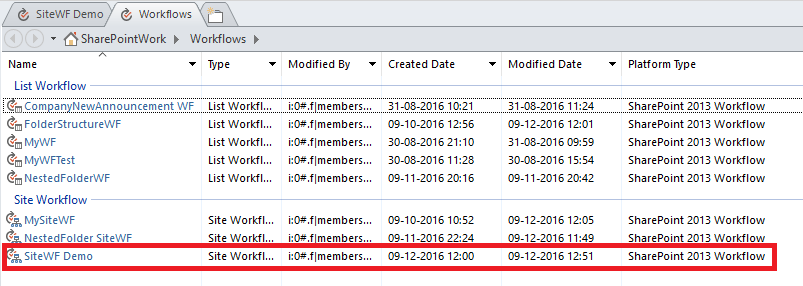 SiteWF Demo Workflows
SharePointWork Workflows
Name Type Modified By Created Date Modified Date Platform Type
List Workflow
CompanyNewAnnouncement WF List Workfl... i:0#.f|members... 31-08-2016 10:21 31-08-2016 11:24 SharePoint 2013 Workflow
FolderStructureWF List Workfl... i:0#.f|members... 09-10-2016 12:56 09-12-2016 12:01 SharePoint 2013 Workflow
MyWF List Workfl... i:0#.f|members... 30-08-2016 21:10 31-08-2016 09:59 SharePoint 2013 Workflow
MyWFTest List Workfl... i:0#.f|members... 30-08-2016 11:28 30-08-2016 15:54 SharePoint 2013 Workflow
NestedFolderWF List Workfl... i:0#.f|members... 09-11-2016 20:16 09-11-2016 20:42 SharePoint 2013 Workflow
Site Workflow
MySiteWF Site Workfl... i:0#.f|members... 09-10-2016 10:52 09-12-2016 12:05 SharePoint 2013 Workflow
NestedFolder SiteWF Site Workfl... i:0#.f|members... 09-11-2016 22:24 09-12-2016 11:49 SharePoint 2013 Workflow
SiteWF Demo Site Workfl... i:0#.f|members... 09-12-2016 12:00 09-12-2016 12:51 SharePoint 2013 Workflow